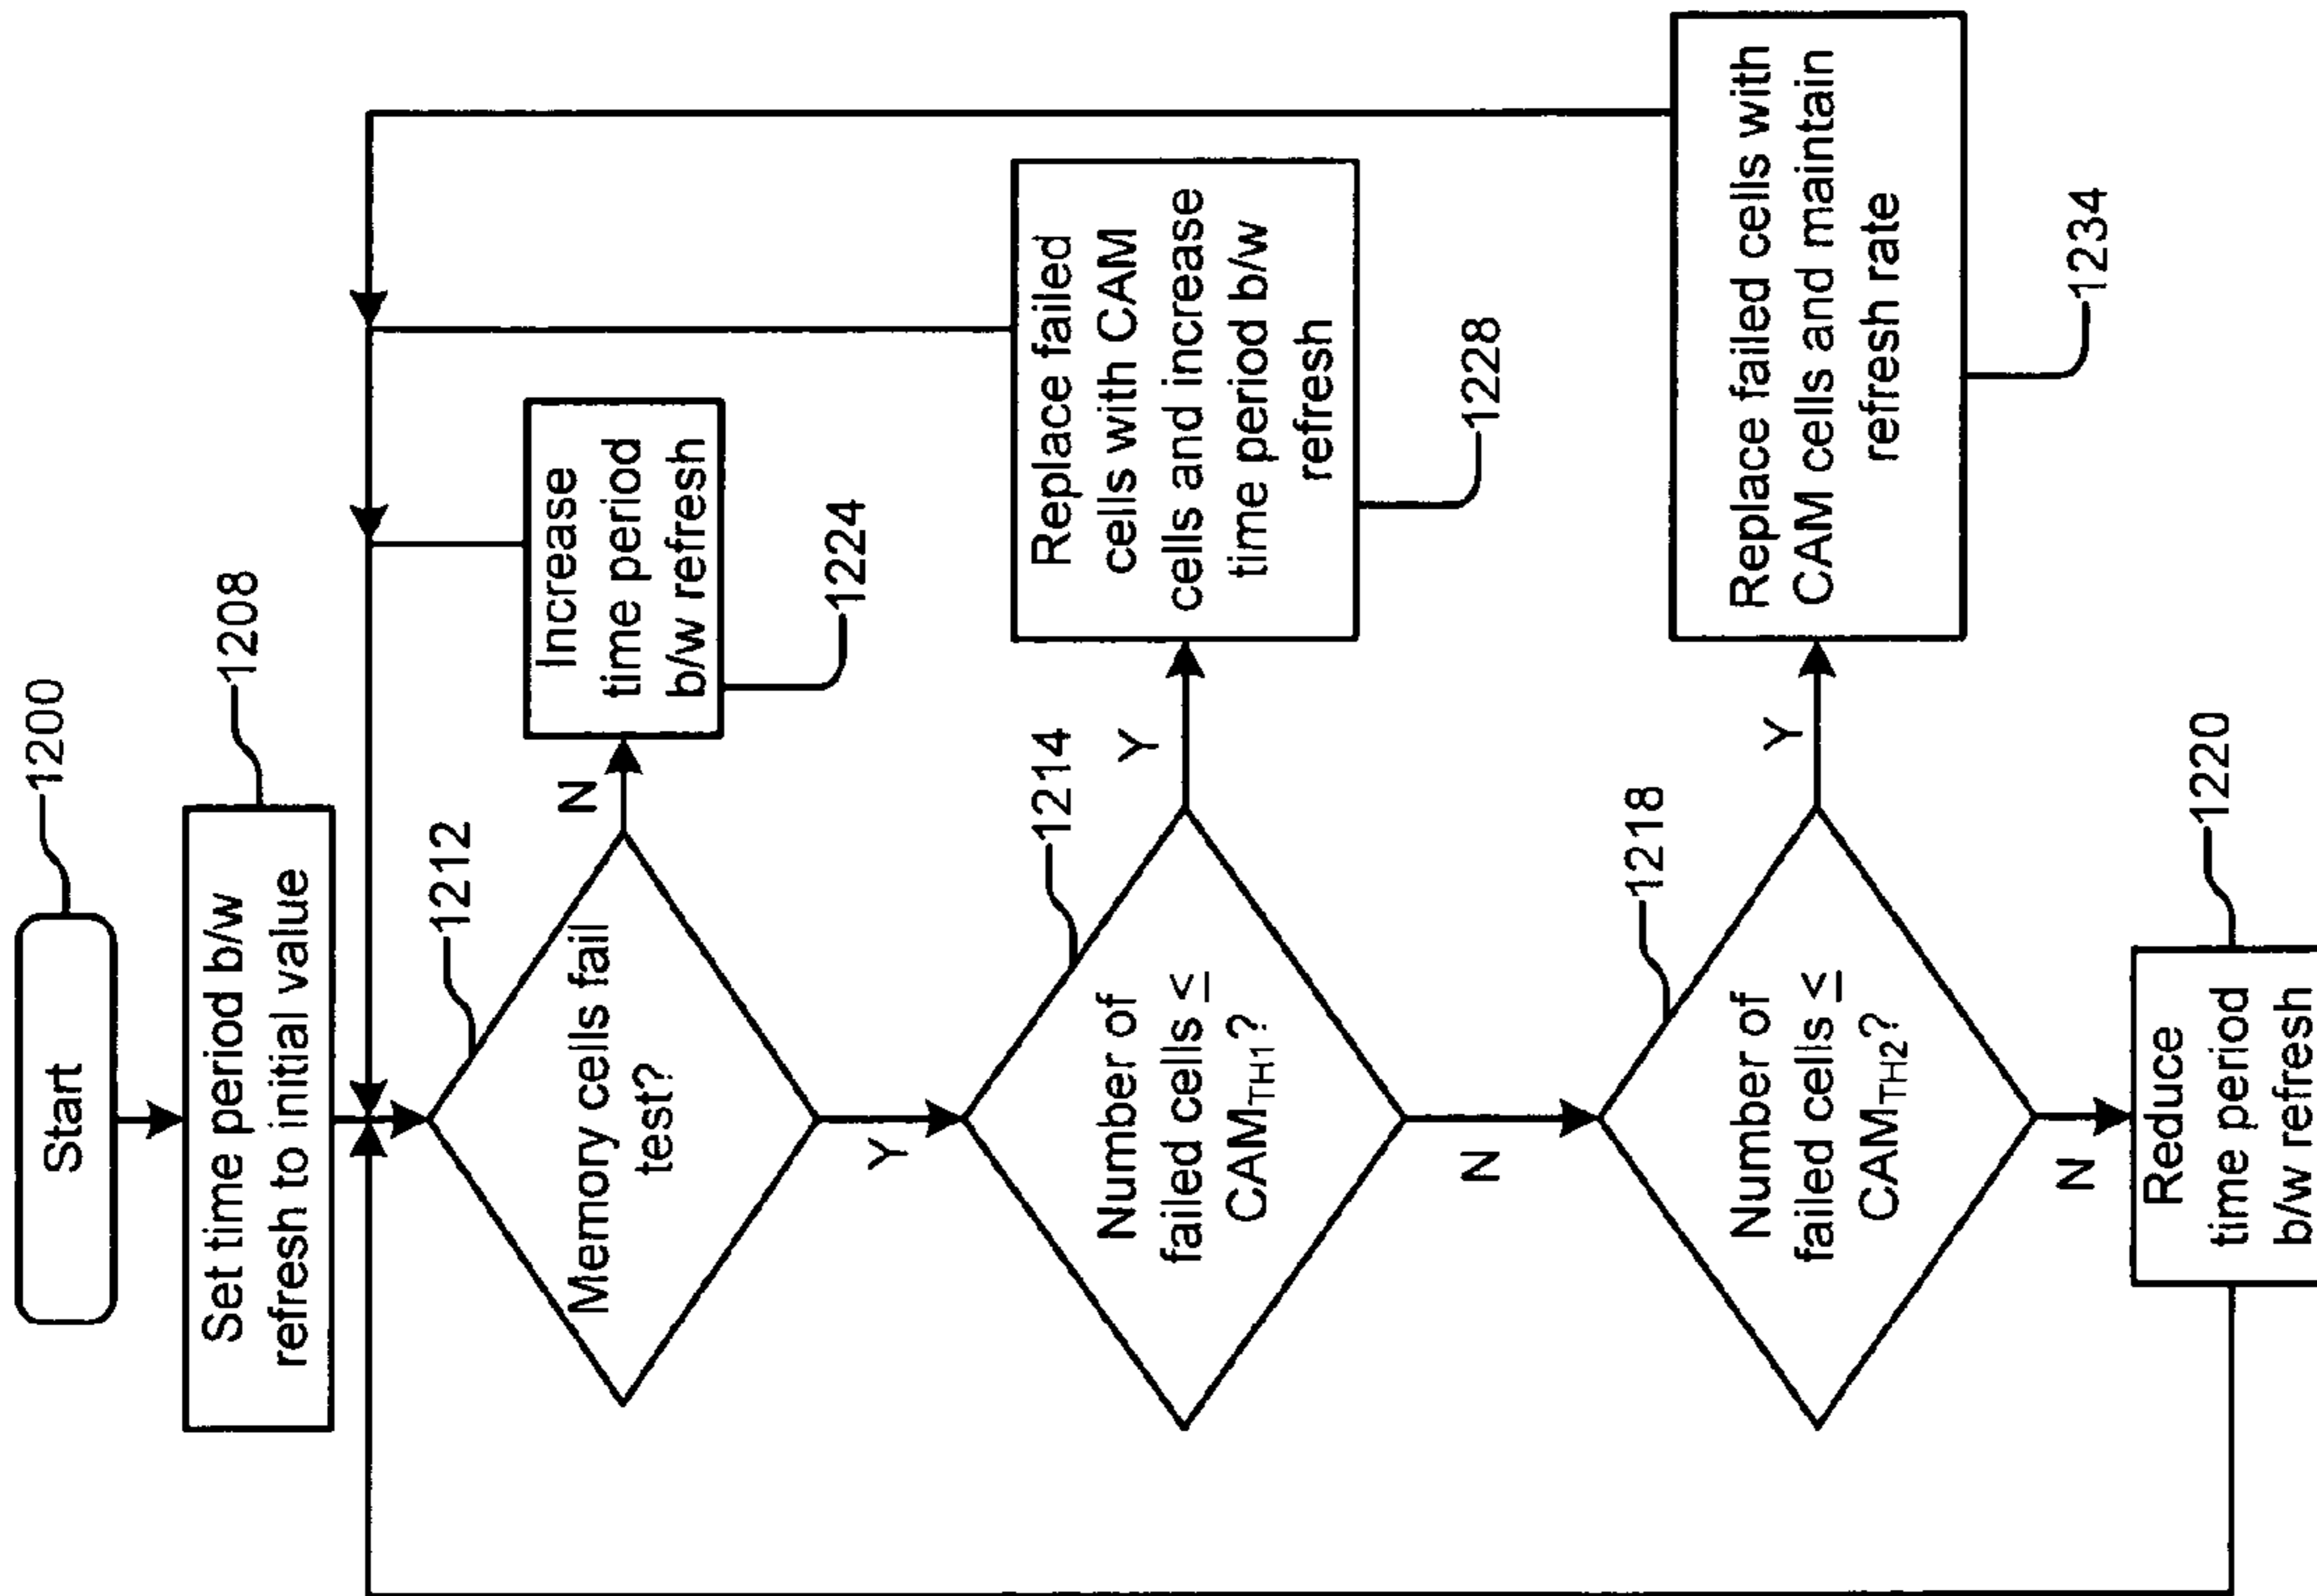 Start
1200
Set time period b/w
refresh to initial value
1208
Memory cells fail
test?
1212
N
Increase
time period
b/w refresh
1224
Y
Number of
failed cells ≤
CAMTH1?
1214
Y
Replace failed
cells with CAM
cells and increase
time period b/w
refresh
1228
N
Number of
failed cells ≤
CAMTH2?
1218
Y
Replace failed cells with
CAM cells and maintain
refresh rate
1234
N
Reduce
time period
b/w refresh
1220